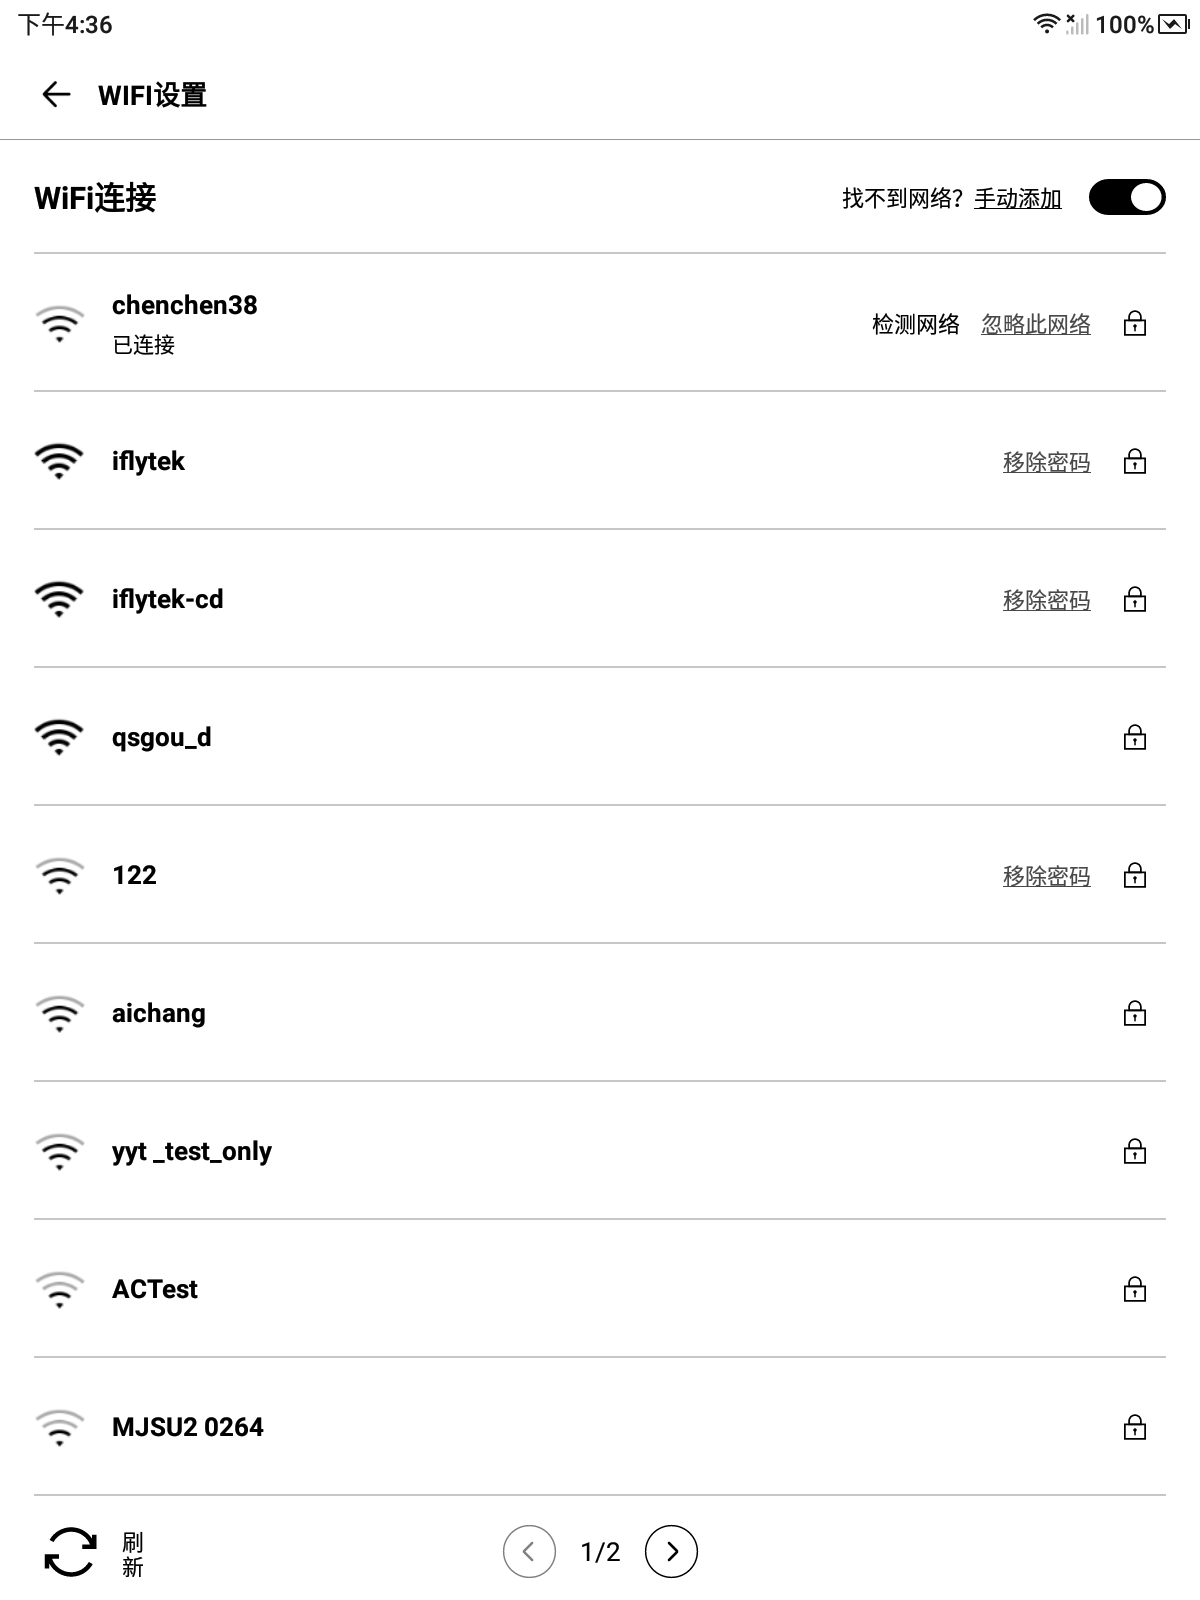 下午4:36
100%
WIFI设置
WiFi连接
找不到网络? 手动添加
chenchen38
已连接
检测网络 忽略此网络
iflytek
移除密码
iflytek-cd
移除密码
qsgou_d
122
移除密码
aichang
yyt _test_only
ACTest
MJSU2 0264
刷
新
1/2